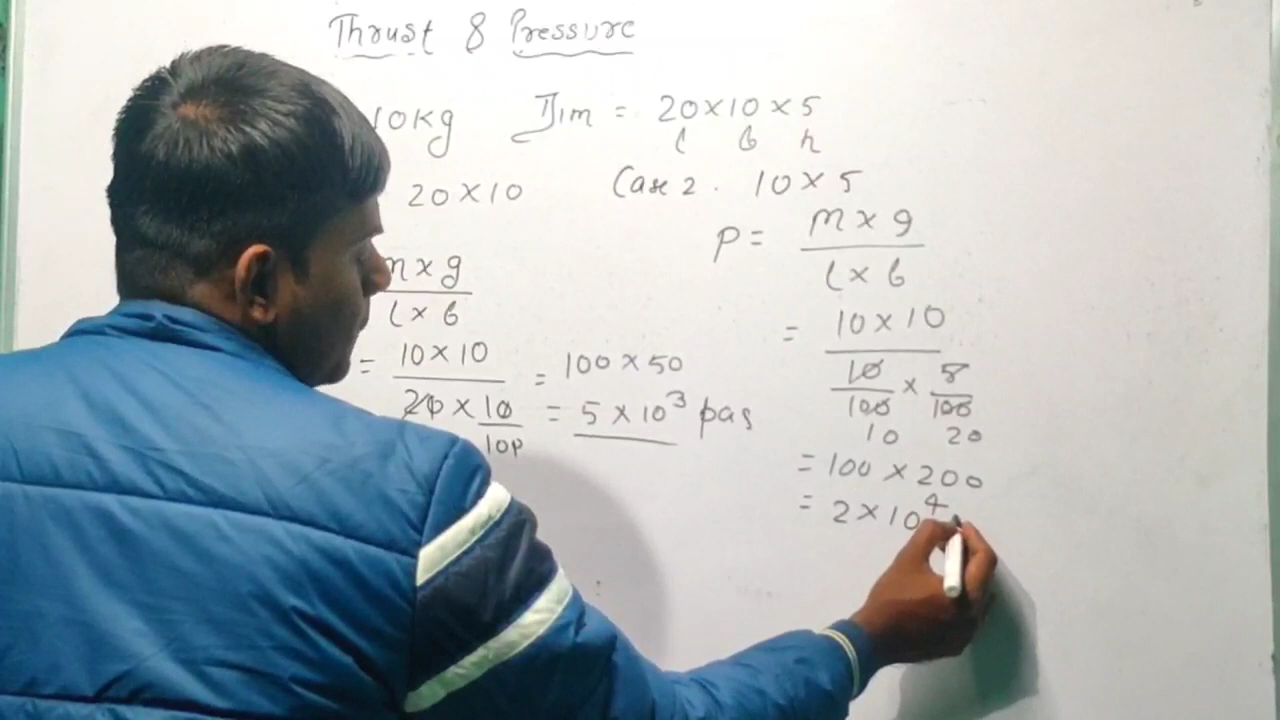 Thrust & Pressure
10Kg Dim = 20×10×5
l b h
20×10 Case 2. 10×5
m×g
l×b
= 10×10
20×10
100
= 100×50
= 5×10³ pas
P = m×g
l×b
= 10×10
10 × 5
100 100
10 20
= 100×200
= 2×10⁴